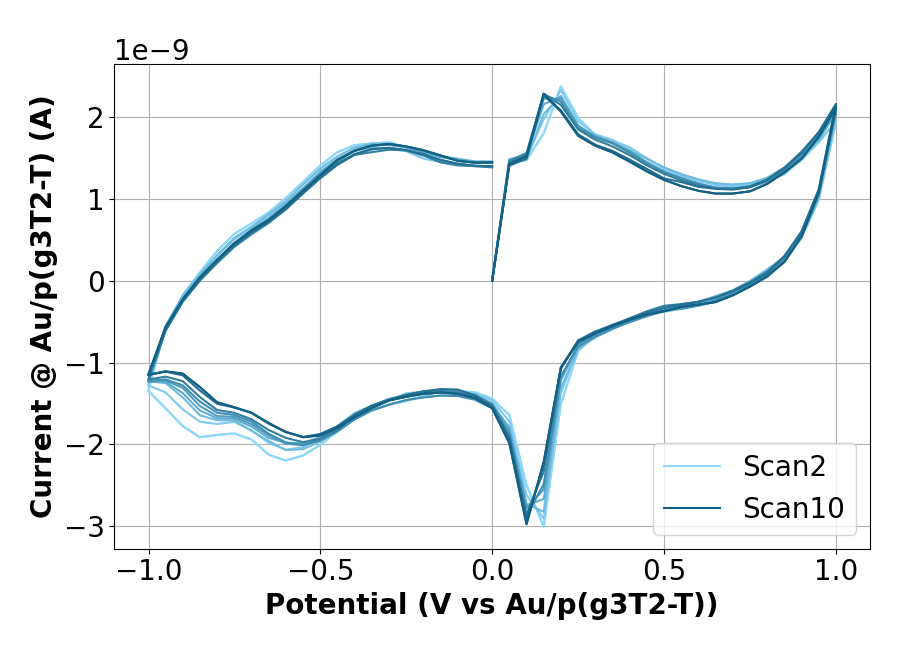 1e−9
Current @ Au/p(g3T2-T) (A)
2
1
0
−1
−2
−3
Scan2
Scan10
−1.0 −0.5 0.0 0.5 1.0
Potential (V vs Au/p(g3T2-T))